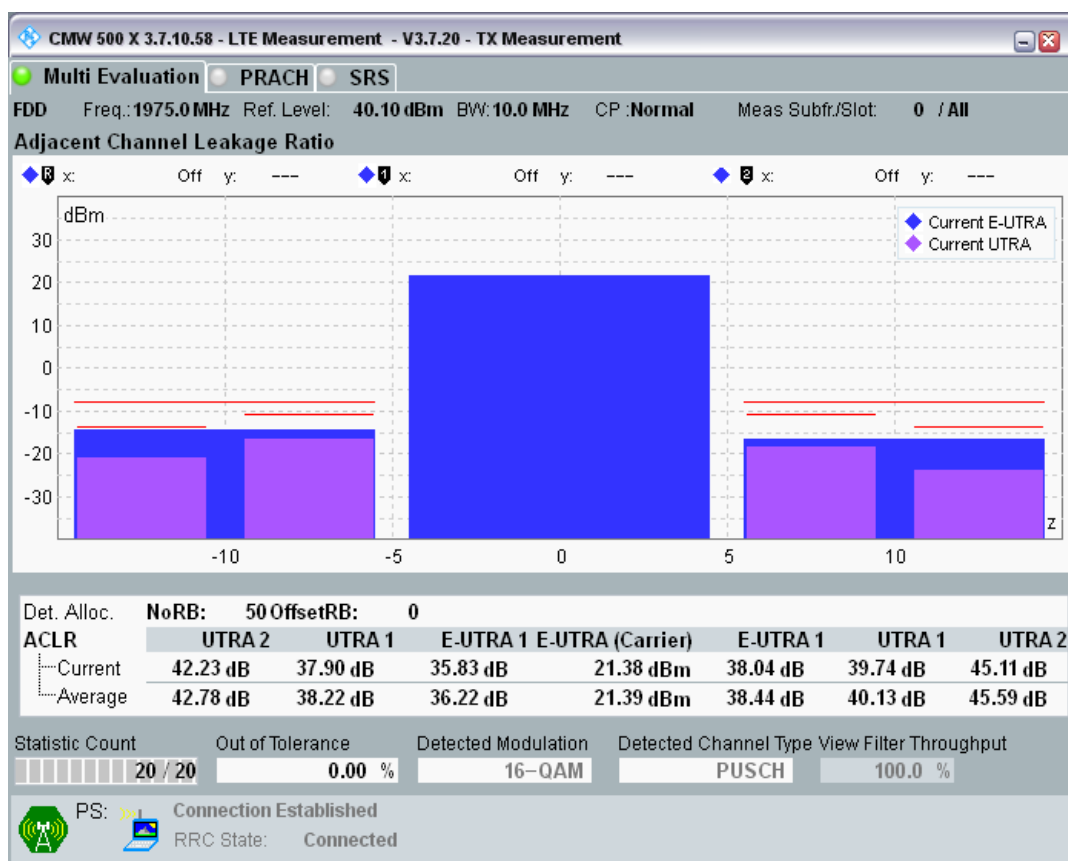 CMW 500 X 3.7.10.58 - LTE Measurement - V3.7.20 - TX Measurement
Multi Evaluation PRACH SRS
FDD Freq.: 1975.0 MHz Ref. Level: 40.10 dBm BW: 10.0 MHz CP :Normal Meas Subfr./Slot: 0 / All
Adjacent Channel Leakage Ratio
R x: Off y: --- 1 x: Off y: --- 2 x: Off y: ---
dBm
Current E-UTRA
Current UTRA
30
20
10
0
-10
-20
-30
z
-10 -5 0 5 10
Det. Alloc. NoRB: 50 OffsetRB: 0
ACLR UTRA 2 UTRA 1 E-UTRA 1 E-UTRA (Carrier) E-UTRA 1 UTRA 1 UTRA 2
Current 42.23 dB 37.90 dB 35.83 dB 21.38 dBm 38.04 dB 39.74 dB 45.11 dB
Average 42.78 dB 38.22 dB 36.22 dB 21.39 dBm 38.44 dB 40.13 dB 45.59 dB
Statistic Count Out of Tolerance Detected Modulation Detected Channel Type View Filter Throughput
20 / 20 0.00 % 16-QAM PUSCH 100.0 %
PS: Connection Established
RRC State: Connected